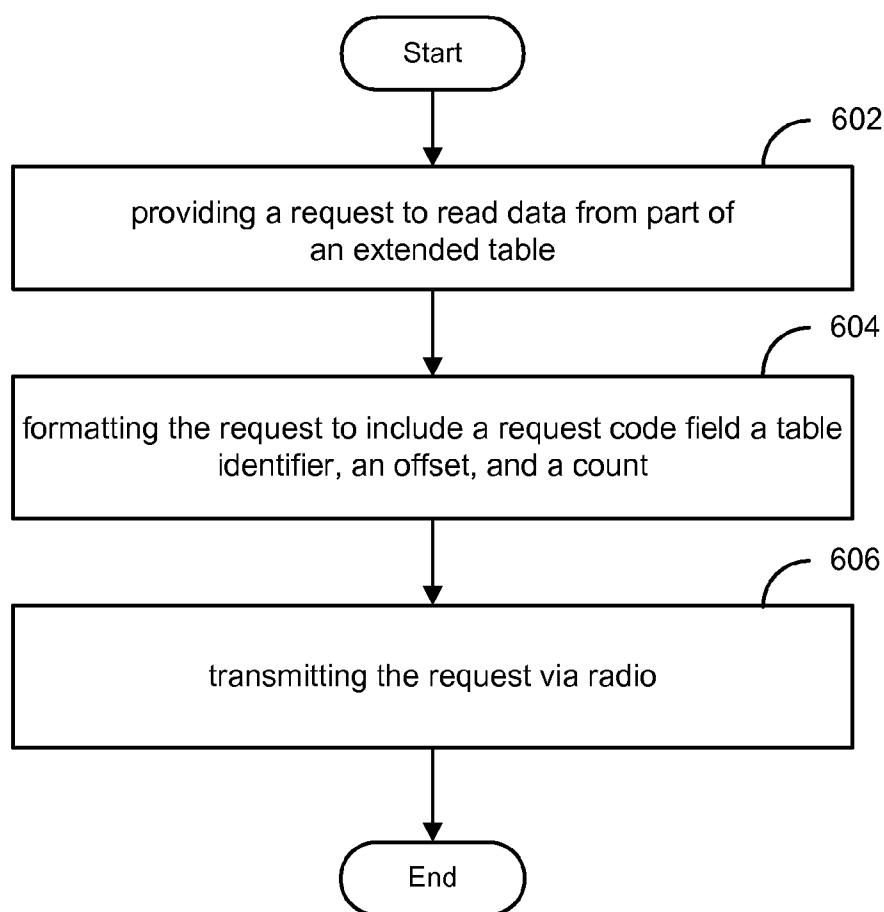 Start
602
providing a request to read data from part of
an extended table
604
formatting the request to include a request code field a table
identifier, an offset, and a count
606
transmitting the request via radio
End